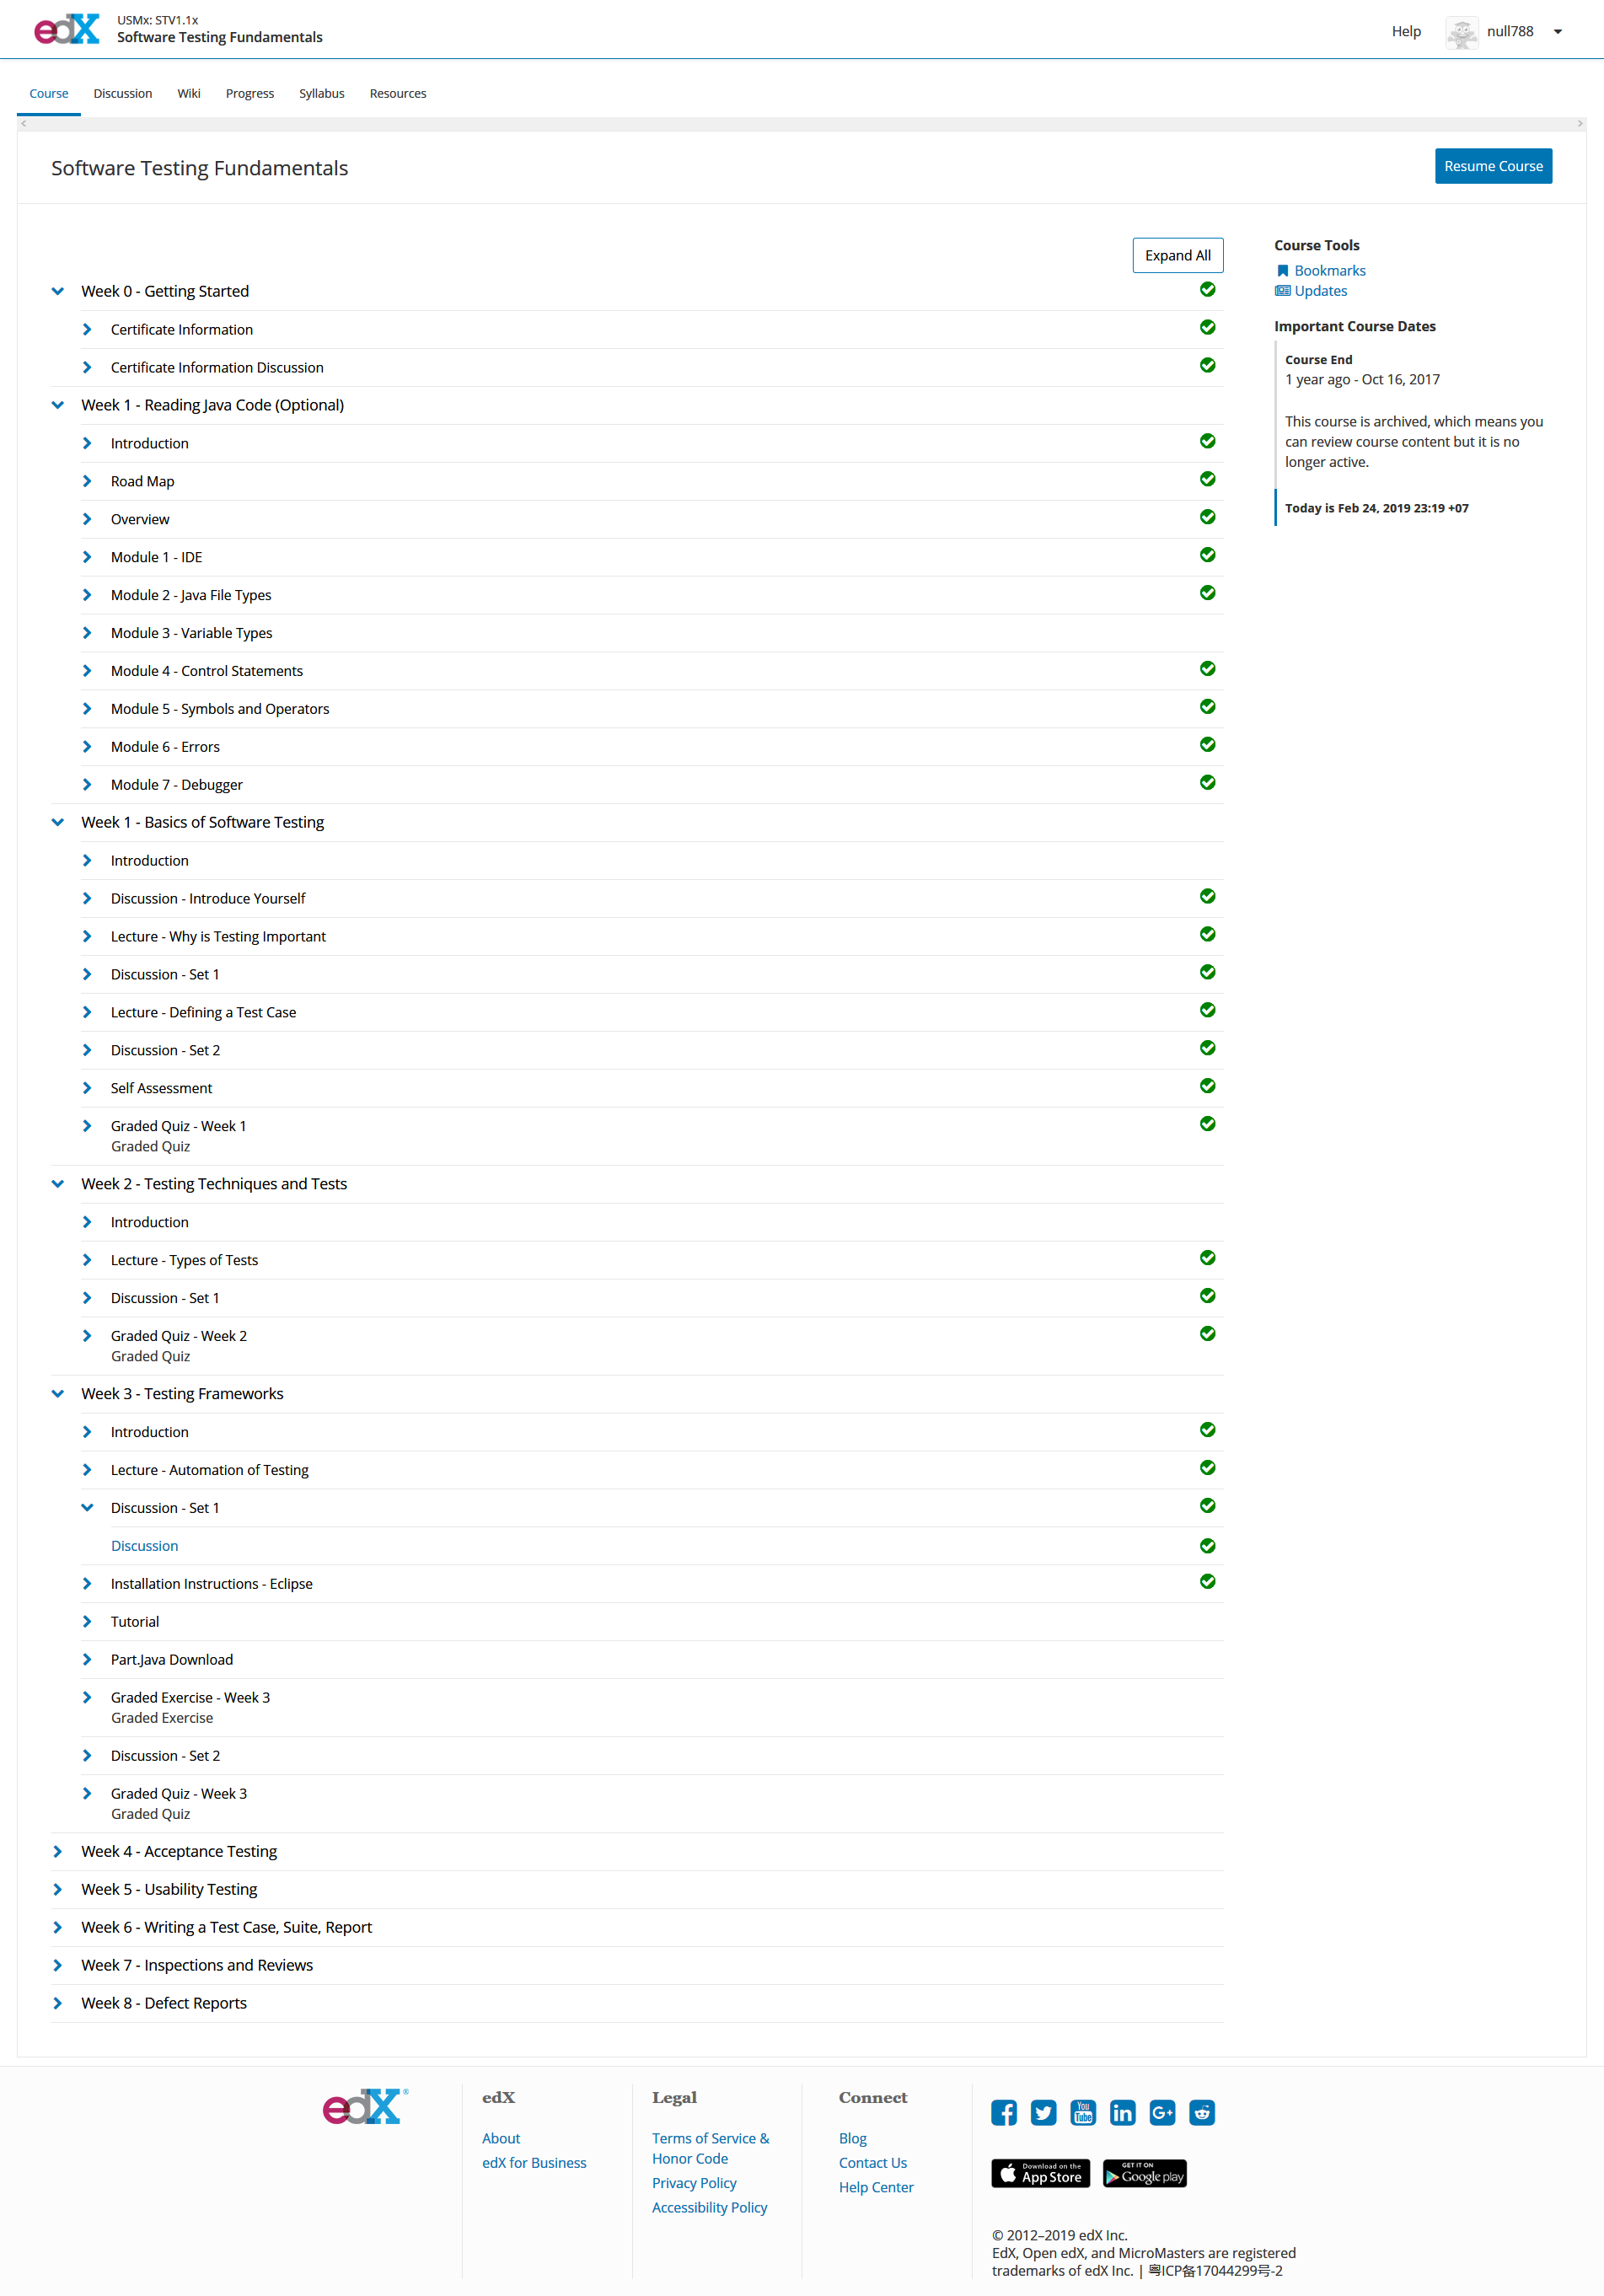 edX
USMx: STV1.1x
Software Testing Fundamentals
Help
null788
Course
Discussion
Wiki
Progress
Syllabus
Resources
Software Testing Fundamentals
Resume Course
Expand All
Week 0 - Getting Started
Certificate Information
Certificate Information Discussion
Week 1 - Reading Java Code (Optional)
Introduction
Road Map
Overview
Module 1 - IDE
Module 2 - Java File Types
Module 3 - Variable Types
Module 4 - Control Statements
Module 5 - Symbols and Operators
Module 6 - Errors
Module 7 - Debugger
Week 1 - Basics of Software Testing
Introduction
Discussion - Introduce Yourself
Lecture - Why is Testing Important
Discussion - Set 1
Lecture - Defining a Test Case
Discussion - Set 2
Self Assessment
Graded Quiz - Week 1
Graded Quiz
Week 2 - Testing Techniques and Tests
Introduction
Lecture - Types of Tests
Discussion - Set 1
Graded Quiz - Week 2
Graded Quiz
Week 3 - Testing Frameworks
Introduction
Lecture - Automation of Testing
Discussion - Set 1
Discussion
Installation Instructions - Eclipse
Tutorial
Part.Java Download
Graded Exercise - Week 3
Graded Exercise
Discussion - Set 2
Graded Quiz - Week 3
Graded Quiz
Week 4 - Acceptance Testing
Week 5 - Usability Testing
Week 6 - Writing a Test Case, Suite, Report
Week 7 - Inspections and Reviews
Week 8 - Defect Reports
Course Tools
Bookmarks
Updates
Important Course Dates
Course End
1 year ago - Oct 16, 2017
This course is archived, which means you
can review course content but it is no
longer active.
Today is Feb 24, 2019 23:19 +07
edX®
edX
About
edX for Business
Legal
Terms of Service &
Honor Code
Privacy Policy
Accessibility Policy
Connect
Blog
Contact Us
Help Center
You
Tube
in
G+
Download on the
App Store
GET IT ON
Google play
© 2012–2019 edX Inc.
EdX, Open edX, and MicroMasters are registered
trademarks of edX Inc. | 粤ICP备17044299号-2